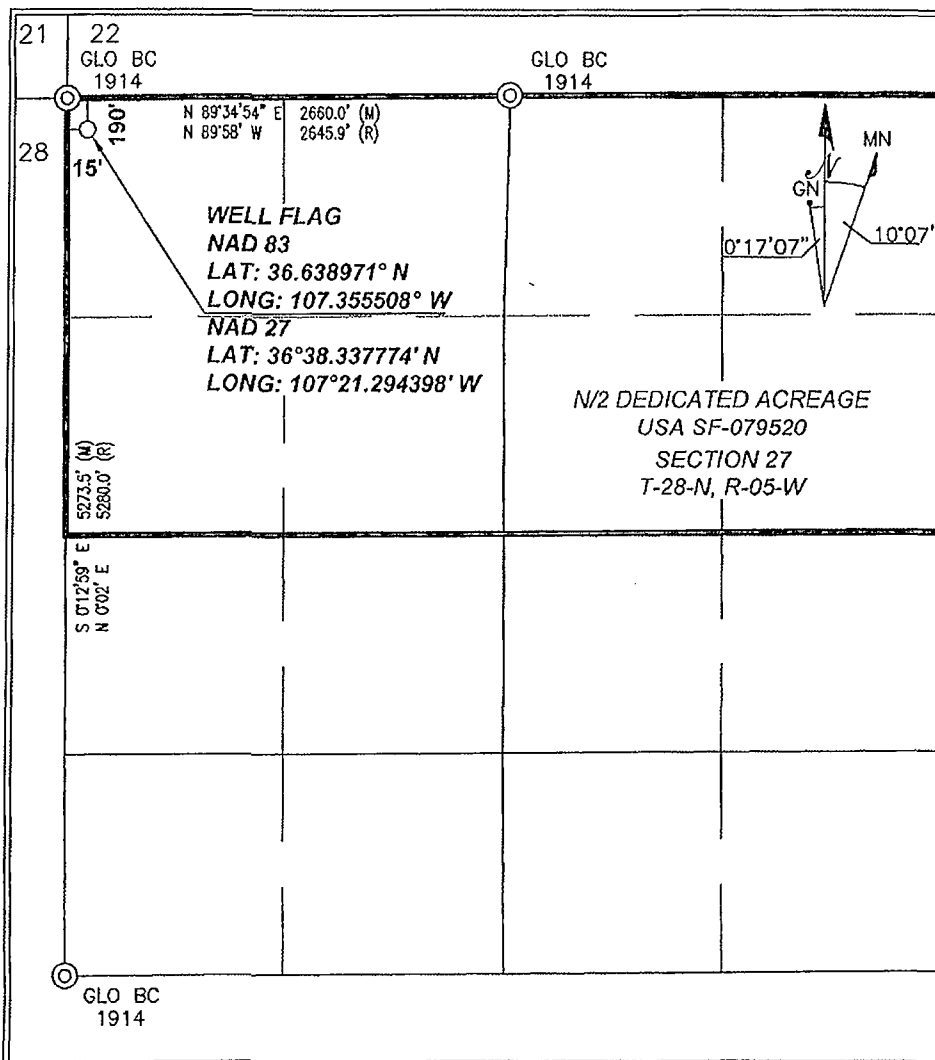 21 22
GLO BC
1914
GLO BC
1914
N 89°34'54" E 2660.0' (M)
N 89°58' W 2645.9' (R)
190'
15'
28
MN
GN
0°17'07"
10°07'
WELL FLAG
NAD 83
LAT: 36.638971° N
LONG: 107.355508° W
NAD 27
LAT: 36°38.337774' N
LONG: 107°21.294398' W
N/2 DEDICATED ACREAGE
USA SF-079520
SECTION 27
T-28-N, R-05-W
5273.5' (M)
5280.0' (R)
S 0°12'59" E
N 0°02' E
GLO BC
1914